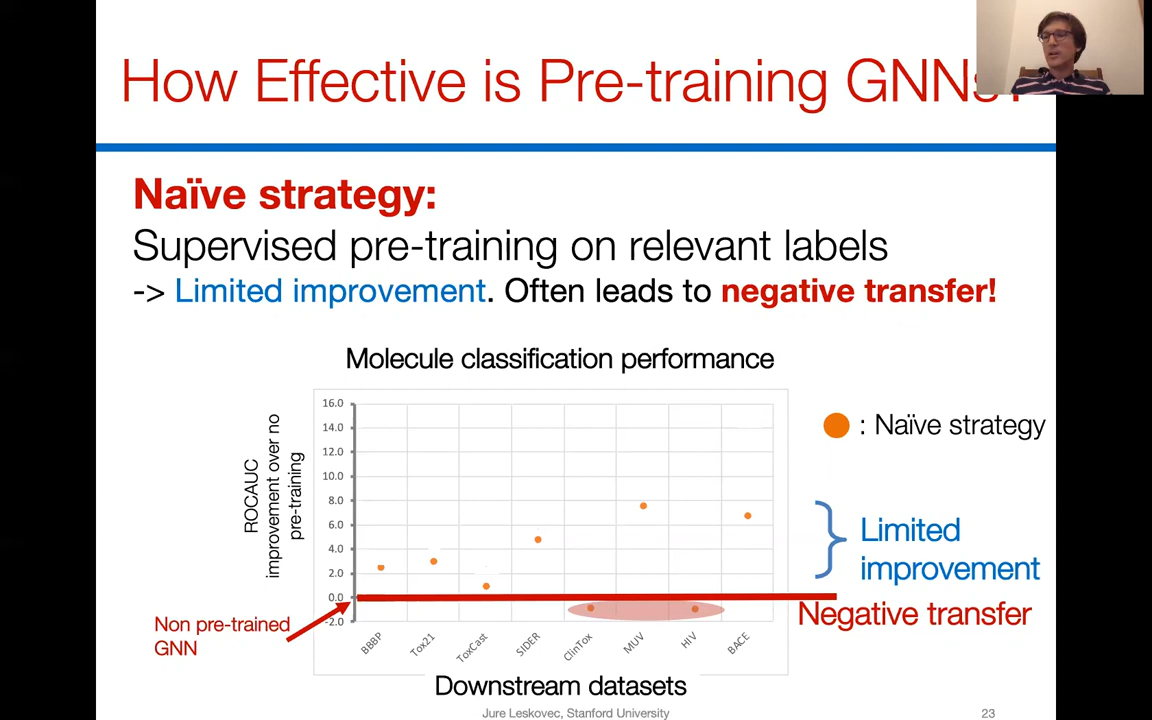 How Effective is Pre-training GNNs?
Naïve strategy:
Supervised pre-training on relevant labels
-> Limited improvement. Often leads to negative transfer!
Molecule classification performance
ROCAUC
improvement over no
pre-training
16.0
14.0
12.0
10.0
8.0
6.0
4.0
2.0
0.0
-2.0
BBBP
Tox21
ToxCast
SIDER
ClinTox
MUV
HIV
BACE
Downstream datasets
: Naïve strategy
Limited
improvement
Negative transfer
Non pre-trained
GNN
Jure Leskovec, Stanford University
23